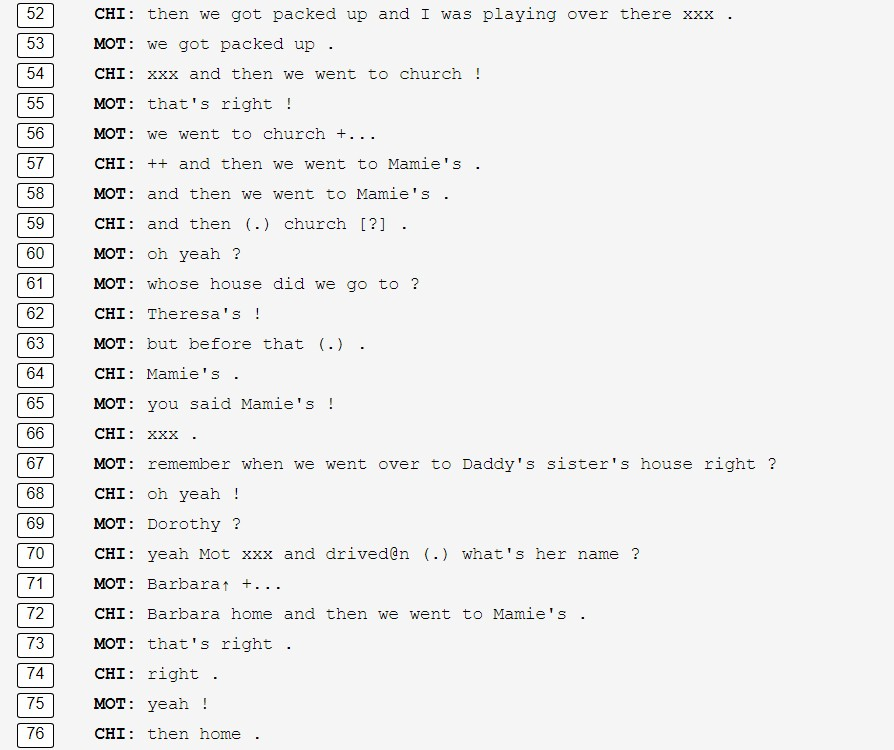 52 CHI: then we got packed up and I was playing over there xxx .
53 MOT: we got packed up .
54 CHI: xxx and then we went to church !
55 MOT: that's right !
56 MOT: we went to church +...
57 CHI: ++ and then we went to Mamie's .
58 MOT: and then we went to Mamie's .
59 CHI: and then (.) church [?] .
60 MOT: oh yeah ?
61 MOT: whose house did we go to ?
62 CHI: Theresa's !
63 MOT: but before that (.) .
64 CHI: Mamie's .
65 MOT: you said Mamie's !
66 CHI: xxx .
67 MOT: remember when we went over to Daddy's sister's house right ?
68 CHI: oh yeah !
69 MOT: Dorothy ?
70 CHI: yeah Mot xxx and drived@n (.) what's her name ?
71 MOT: Barbara↑ +...
72 CHI: Barbara home and then we went to Mamie's .
73 MOT: that's right .
74 CHI: right .
75 MOT: yeah !
76 CHI: then home .